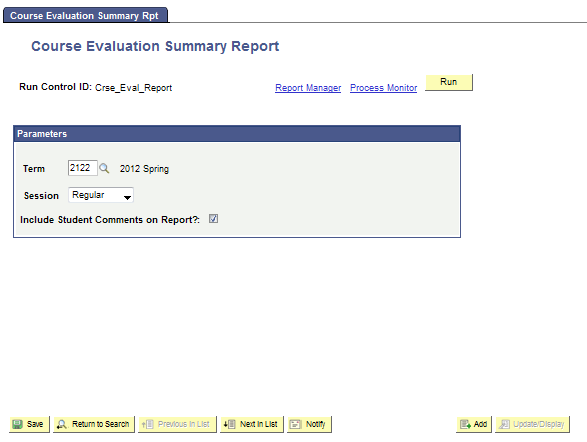 Course Evaluation Summary Rpt
Course Evaluation Summary Report
Run Control ID: Crse_Eval_Report Report Manager Process Monitor Run
Parameters
Term 2122 2012 Spring
Session Regular
Include Student Comments on Report?:
Save Return to Search Previous in List Next in List Notify Add Update/Display